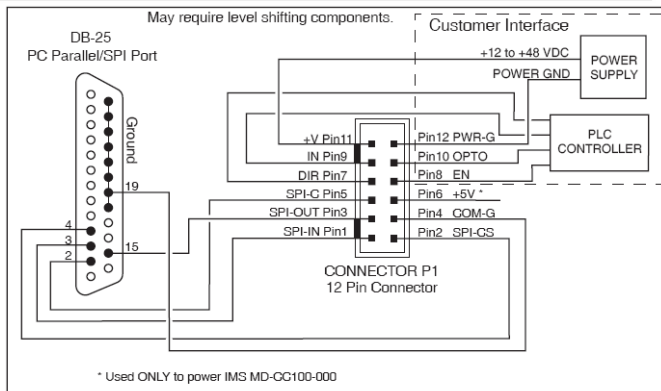 May require level shifting components.
Customer Interface
DB-25
PC Parallel/SPI Port
+12 to +48 VDC
POWER GND
POWER
SUPPLY
Ground
PLC
CONTROLLER
+V Pin11
Pin12 PWR-G
IN Pin9
Pin10 OPTO
DIR Pin7
Pin8 EN
SPI-C Pin5
Pin6 +5V *
SPI-OUT Pin3
Pin4 COM-G
SPI-IN Pin1
Pin2 SPI-CS
19
4
3
15
2
CONNECTOR P1
12 Pin Connector
* Used ONLY to power IMS MD-CC100-000